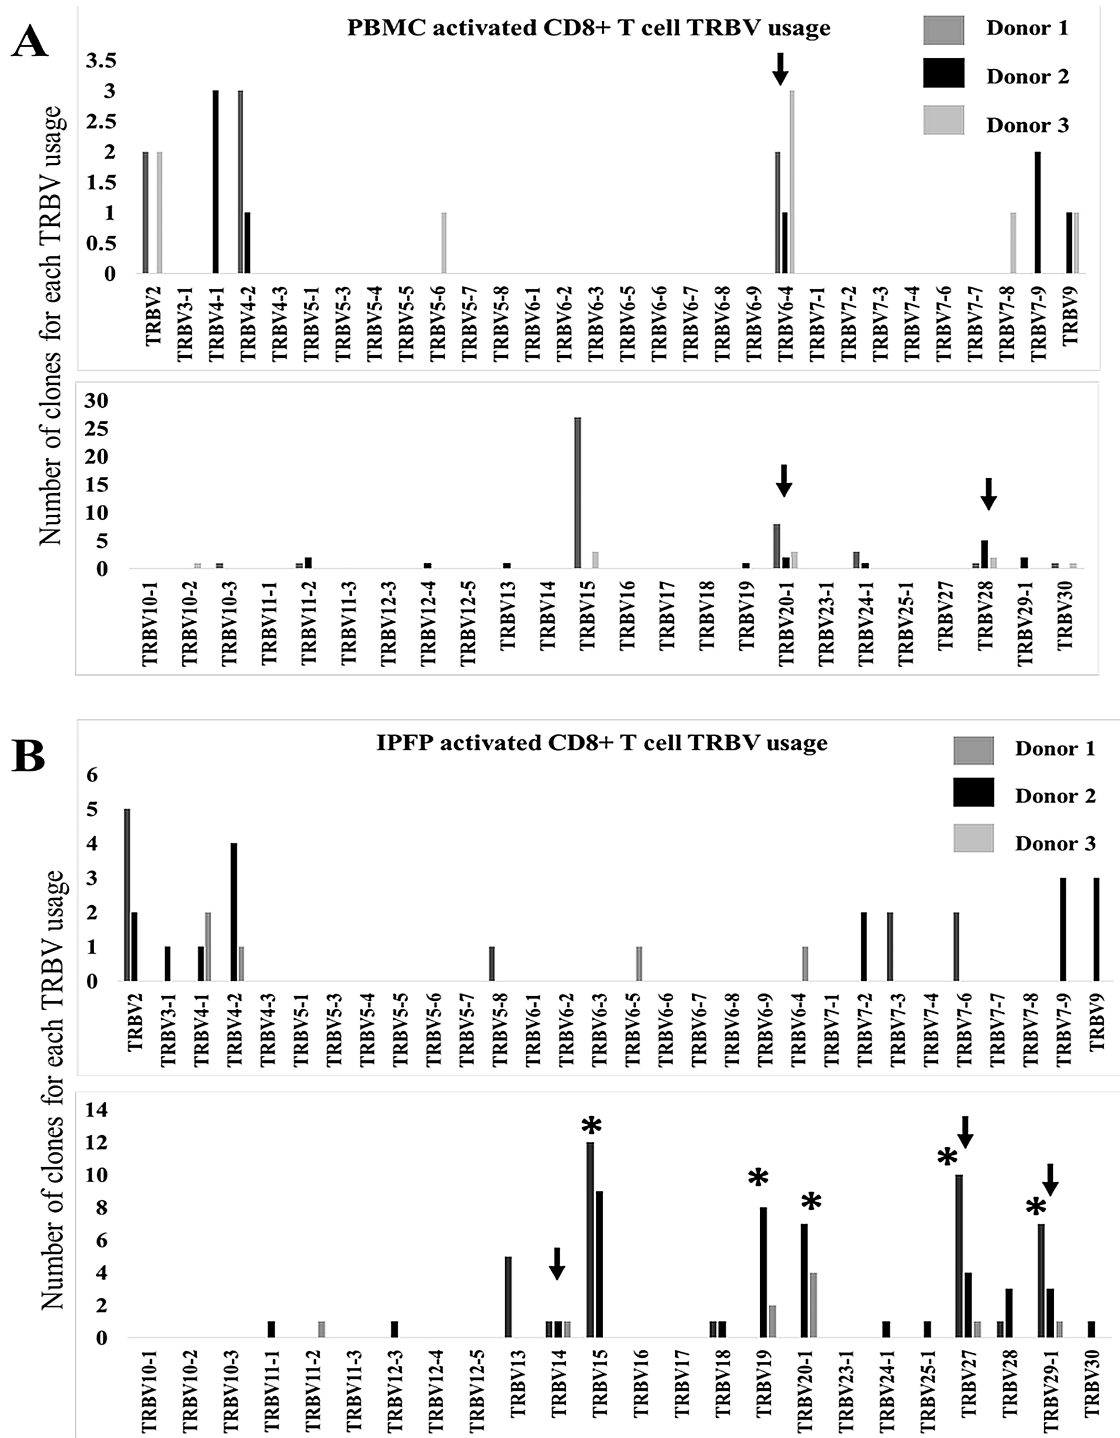 A
PBMC activated CD8+ T cell TRBV usage
Donor 1
Donor 2
Donor 3
Number of clones for each TRBV usage
3.5
3
2.5
2
1.5
1
0.5
0
TRBV2
TRBV3-1
TRBV4-1
TRBV4-2
TRBV4-3
TRBV5-1
TRBV5-3
TRBV5-4
TRBV5-5
TRBV5-6
TRBV5-7
TRBV5-8
TRBV6-1
TRBV6-2
TRBV6-3
TRBV6-5
TRBV6-6
TRBV6-7
TRBV6-8
TRBV6-9
TRBV6-4
TRBV7-1
TRBV7-2
TRBV7-3
TRBV7-4
TRBV7-6
TRBV7-7
TRBV7-8
TRBV7-9
TRBV9
30
25
20
15
10
5
0
TRBV10-1
TRBV10-2
TRBV10-3
TRBV11-1
TRBV11-2
TRBV11-3
TRBV12-3
TRBV12-4
TRBV12-5
TRBV13
TRBV14
TRBV15
TRBV16
TRBV17
TRBV18
TRBV19
TRBV20-1
TRBV23-1
TRBV24-1
TRBV25-1
TRBV27
TRBV28
TRBV29-1
TRBV30
B
IPFP activated CD8+ T cell TRBV usage
Donor 1
Donor 2
Donor 3
Number of clones for each TRBV usage
6
5
4
3
2
1
0
TRBV2
TRBV3-1
TRBV4-1
TRBV4-2
TRBV4-3
TRBV5-1
TRBV5-3
TRBV5-4
TRBV5-5
TRBV5-6
TRBV5-7
TRBV5-8
TRBV6-1
TRBV6-2
TRBV6-3
TRBV6-5
TRBV6-6
TRBV6-7
TRBV6-8
TRBV6-9
TRBV6-4
TRBV7-1
TRBV7-2
TRBV7-3
TRBV7-4
TRBV7-6
TRBV7-7
TRBV7-8
TRBV7-9
TRBV9
14
12
10
8
6
4
2
0
*
*
*
*
*
TRBV10-1
TRBV10-2
TRBV10-3
TRBV11-1
TRBV11-2
TRBV11-3
TRBV12-3
TRBV12-4
TRBV12-5
TRBV13
TRBV14
TRBV15
TRBV16
TRBV17
TRBV18
TRBV19
TRBV20-1
TRBV23-1
TRBV24-1
TRBV25-1
TRBV27
TRBV28
TRBV29-1
TRBV30